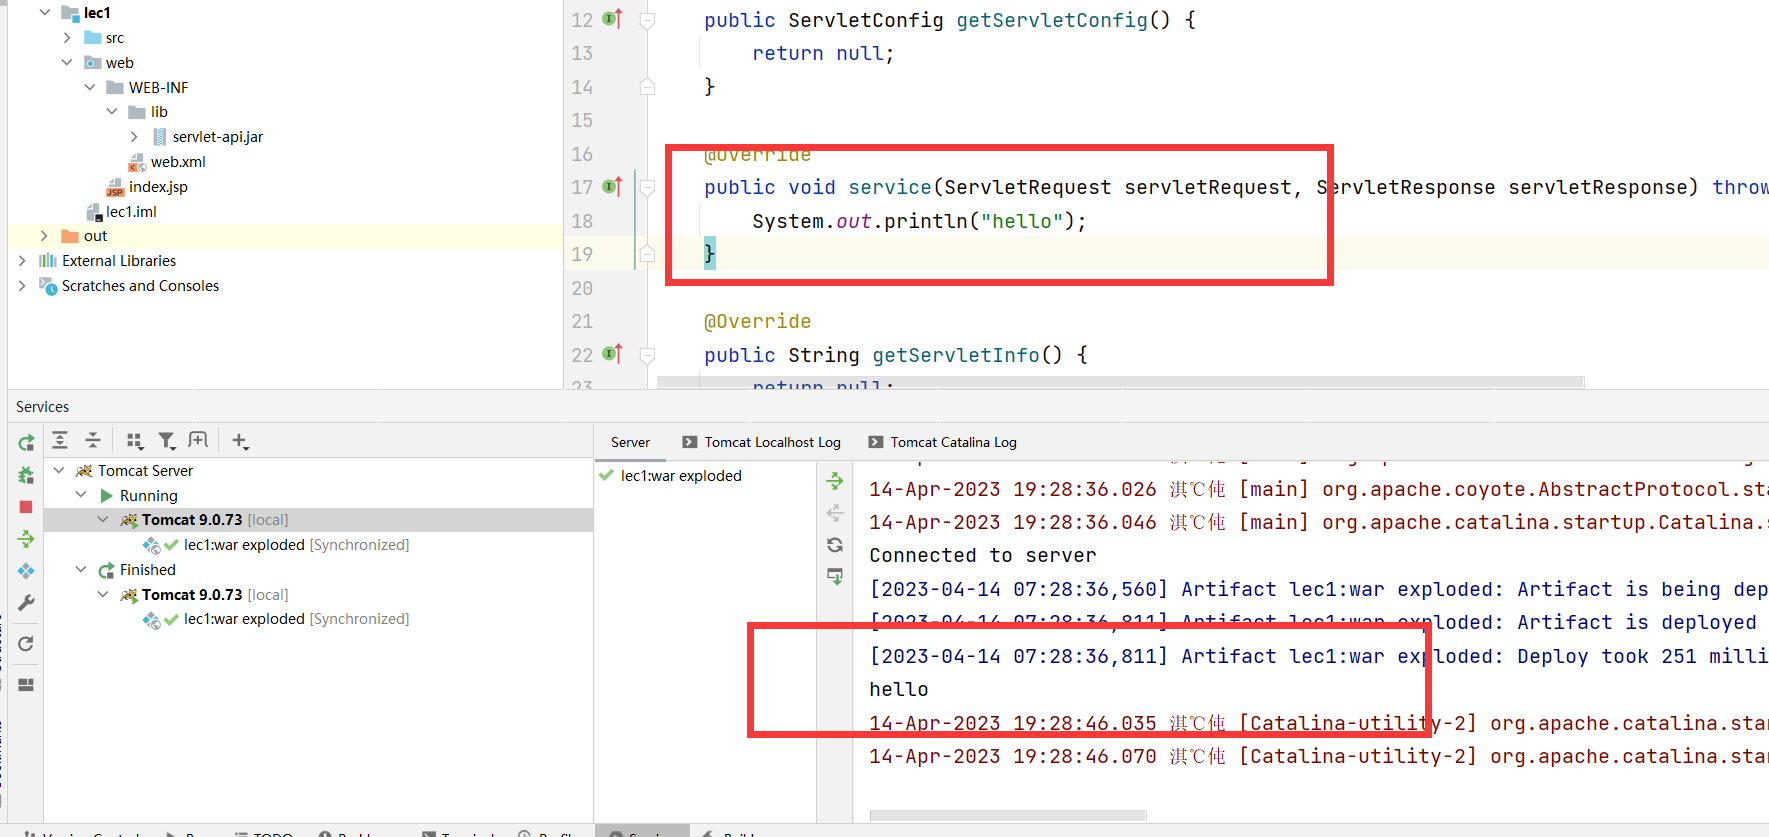 lec1
src
web
WEB-INF
lib
servlet-api.jar
web.xml
index.jsp
lec1.iml
out
External Libraries
Scratches and Consoles
12 public ServletConfig getServletConfig() {
13 return null;
14 }
15
16 @Override
17 public void service(ServletRequest servletRequest, ServletResponse servletResponse) throw
18 System.out.println("hello");
19 }
20
21 @Override
22 public String getServletInfo() {
23 return null;
Services
Tomcat Server
Running
Tomcat 9.0.73 [local]
lec1:war exploded [Synchronized]
Finished
Tomcat 9.0.73 [local]
lec1:war exploded [Synchronized]
Server Tomcat Localhost Log Tomcat Catalina Log
lec1:war exploded
14-Apr-2023 19:28:36.026 淇℃伅 [main] org.apache.coyote.AbstractProtocol.sta
14-Apr-2023 19:28:36.046 淇℃伅 [main] org.apache.catalina.startup.Catalina.s
Connected to server
[2023-04-14 07:28:36,560] Artifact lec1:war exploded: Artifact is being dep
[2023-04-14 07:28:36,811] Artifact lec1:war exploded: Artifact is deployed
[2023-04-14 07:28:36,811] Artifact lec1:war exploded: Deploy took 251 milli
hello
14-Apr-2023 19:28:46.035 淇℃伅 [Catalina-utility-2] org.apache.catalina.star
14-Apr-2023 19:28:46.070 淇℃伅 [Catalina-utility-2] org.apache.catalina.star